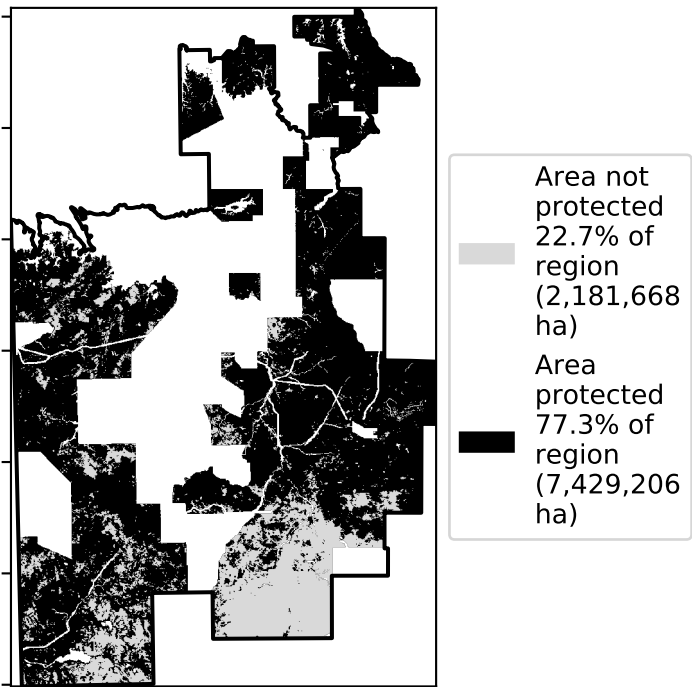 Area not
protected
22.7% of
region
(2,181,668
ha)
Area
protected
77.3% of
region
(7,429,206
ha)